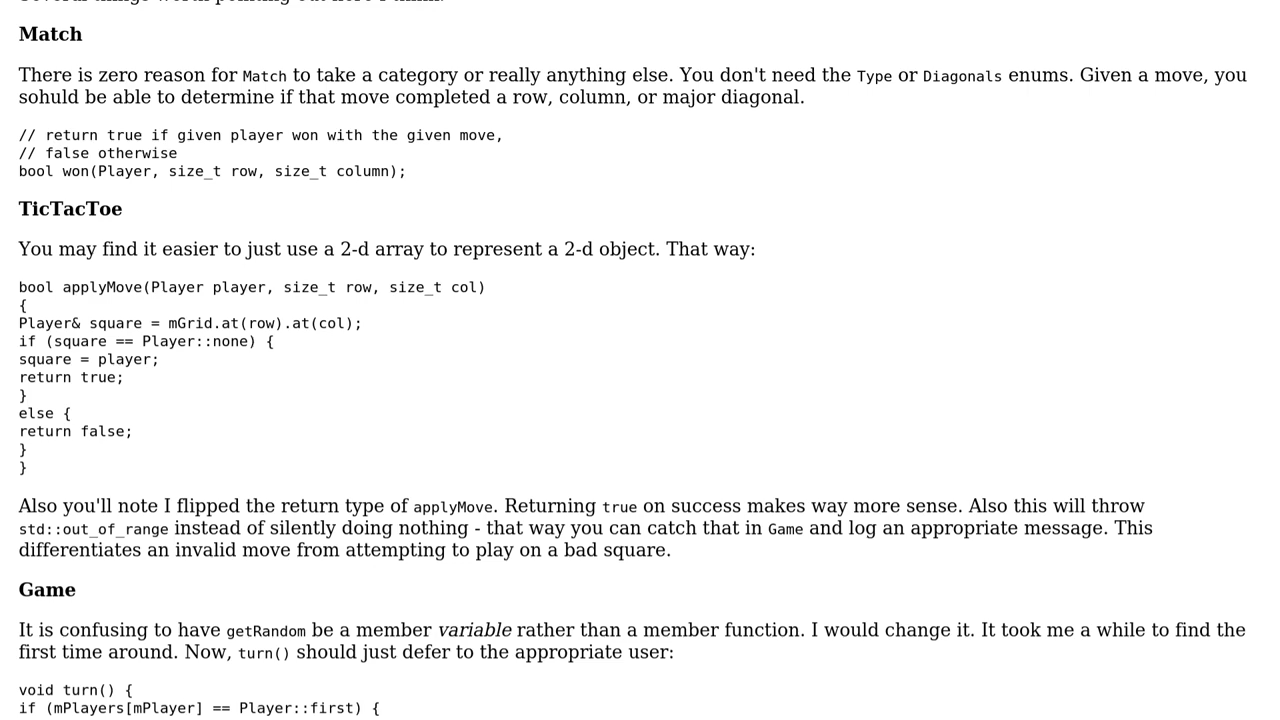 Several things worth pointing out here I think:
Match
There is zero reason for Match to take a category or really anything else. You don't need the Type or Diagonals enums. Given a move, you
sohuld be able to determine if that move completed a row, column, or major diagonal.
// return true if given player won with the given move,
// false otherwise
bool won(Player, size_t row, size_t column);
TicTacToe
You may find it easier to just use a 2-d array to represent a 2-d object. That way:
bool applyMove(Player player, size_t row, size_t col)
{
Player& square = mGrid.at(row).at(col);
if (square == Player::none) {
square = player;
return true;
}
else {
return false;
}
}
Also you'll note I flipped the return type of applyMove. Returning true on success makes way more sense. Also this will throw
std::out_of_range instead of silently doing nothing - that way you can catch that in Game and log an appropriate message. This
differentiates an invalid move from attempting to play on a bad square.
Game
It is confusing to have getRandom be a member variable rather than a member function. I would change it. It took me a while to find the
first time around. Now, turn() should just defer to the appropriate user:
void turn() {
if (mPlayers[mPlayer] == Player::first) {